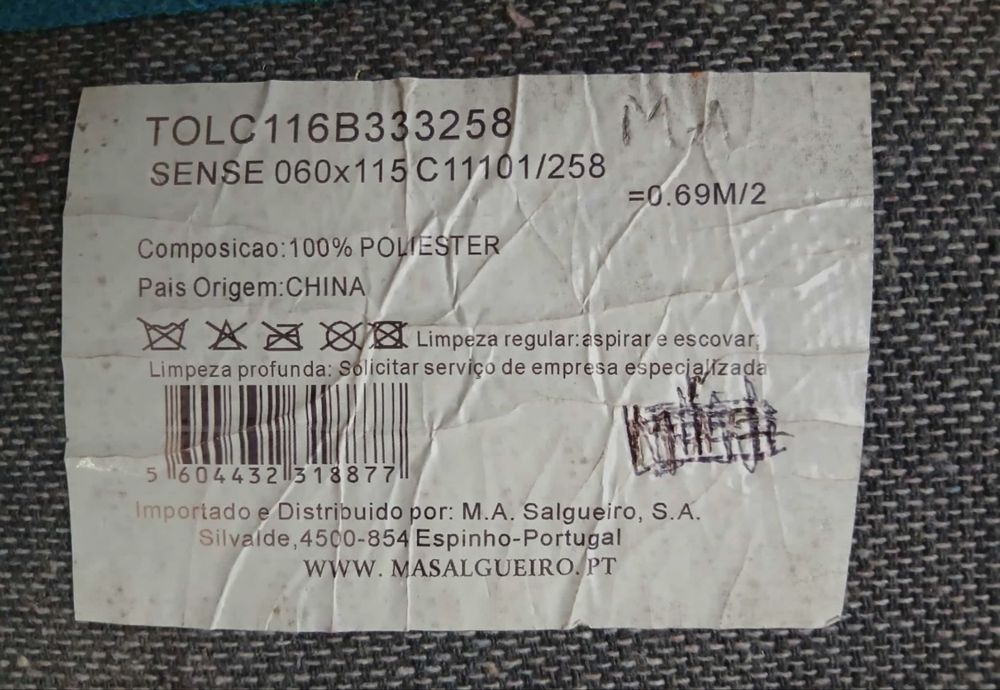 TOLC116B333258
M.A
SENSE 060x115 C11101/258
=0.69M/2
Composicao:100% POLIESTER
Pais Origem:CHINA
Limpeza regular:aspirar e escovar,
Limpeza profunda: Solicitar serviço de empresa especializada
5 604432 318877
Importado e Distribuido por: M.A. Salgueiro, S.A.
Silvalde,4500-854 Espinho-Portugal
WWW. MASALGUEIRO.PT